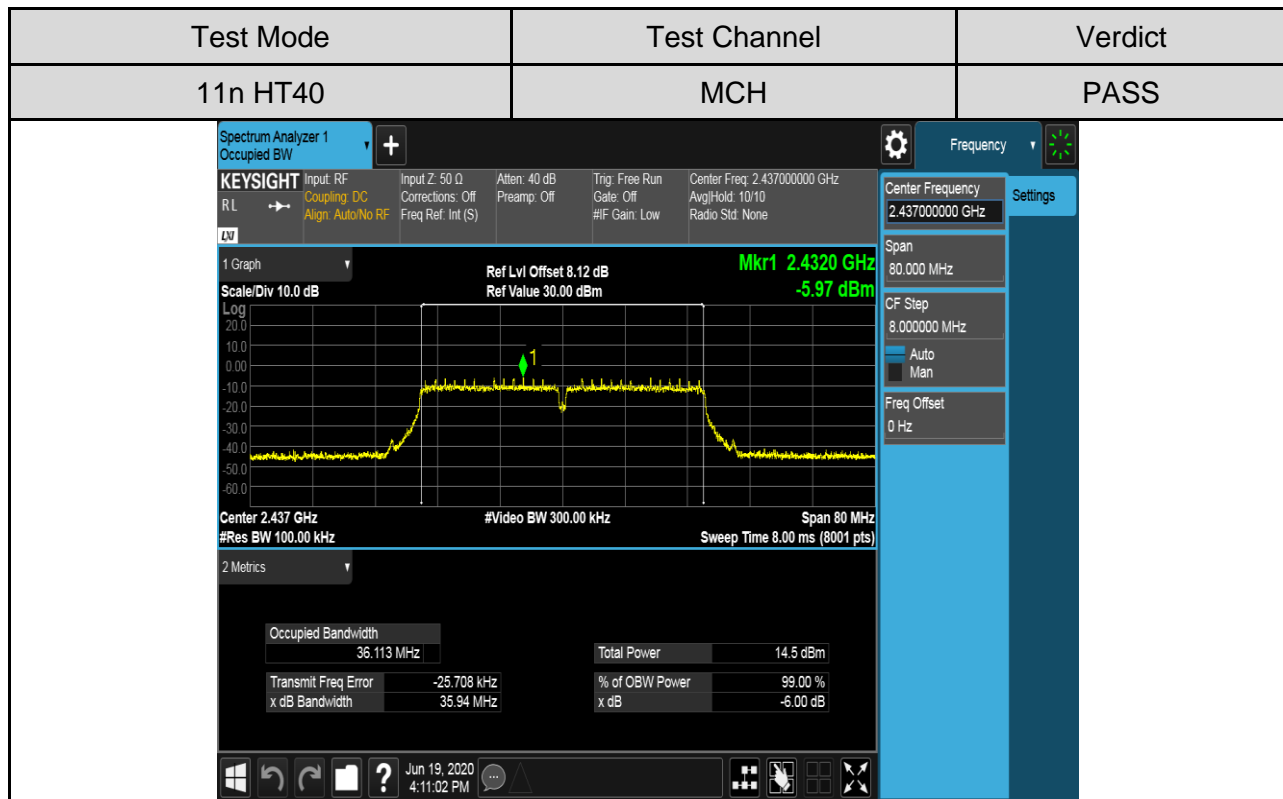 Test Mode Test Channel Verdict
11n HT40 MCH PASS
Spectrum Analyzer 1
Occupied BW
+
Frequency
KEYSIGHT
RL
LXI
Input: RF
Coupling: DC
Align: Auto/No RF
Input Z: 50 Ω
Corrections: Off
Freq Ref: Int (S)
Atten: 40 dB
Preamp: Off
Trig: Free Run
Gate: Off
#IF Gain: Low
Center Freq: 2.437000000 GHz
Avg|Hold: 10/10
Radio Std: None
Center Frequency
2.437000000 GHz
Settings
Span
80.000 MHz
CF Step
8.000000 MHz
Auto
Man
Freq Offset
0 Hz
1 Graph
Scale/Div 10.0 dB
Ref Lvl Offset 8.12 dB
Ref Value 30.00 dBm
Mkr1 2.4320 GHz
-5.97 dBm
Log
20.0
10.0
0.00
-10.0
-20.0
-30.0
-40.0
-50.0
-60.0
1
Center 2.437 GHz #Video BW 300.00 kHz Span 80 MHz
#Res BW 100.00 kHz Sweep Time 8.00 ms (8001 pts)
2 Metrics
Occupied Bandwidth
36.113 MHz
Total Power 14.5 dBm
Transmit Freq Error -25.708 kHz % of OBW Power 99.00 %
x dB Bandwidth 35.94 MHz x dB -6.00 dB
?
Jun 19, 2020
4:11:02 PM